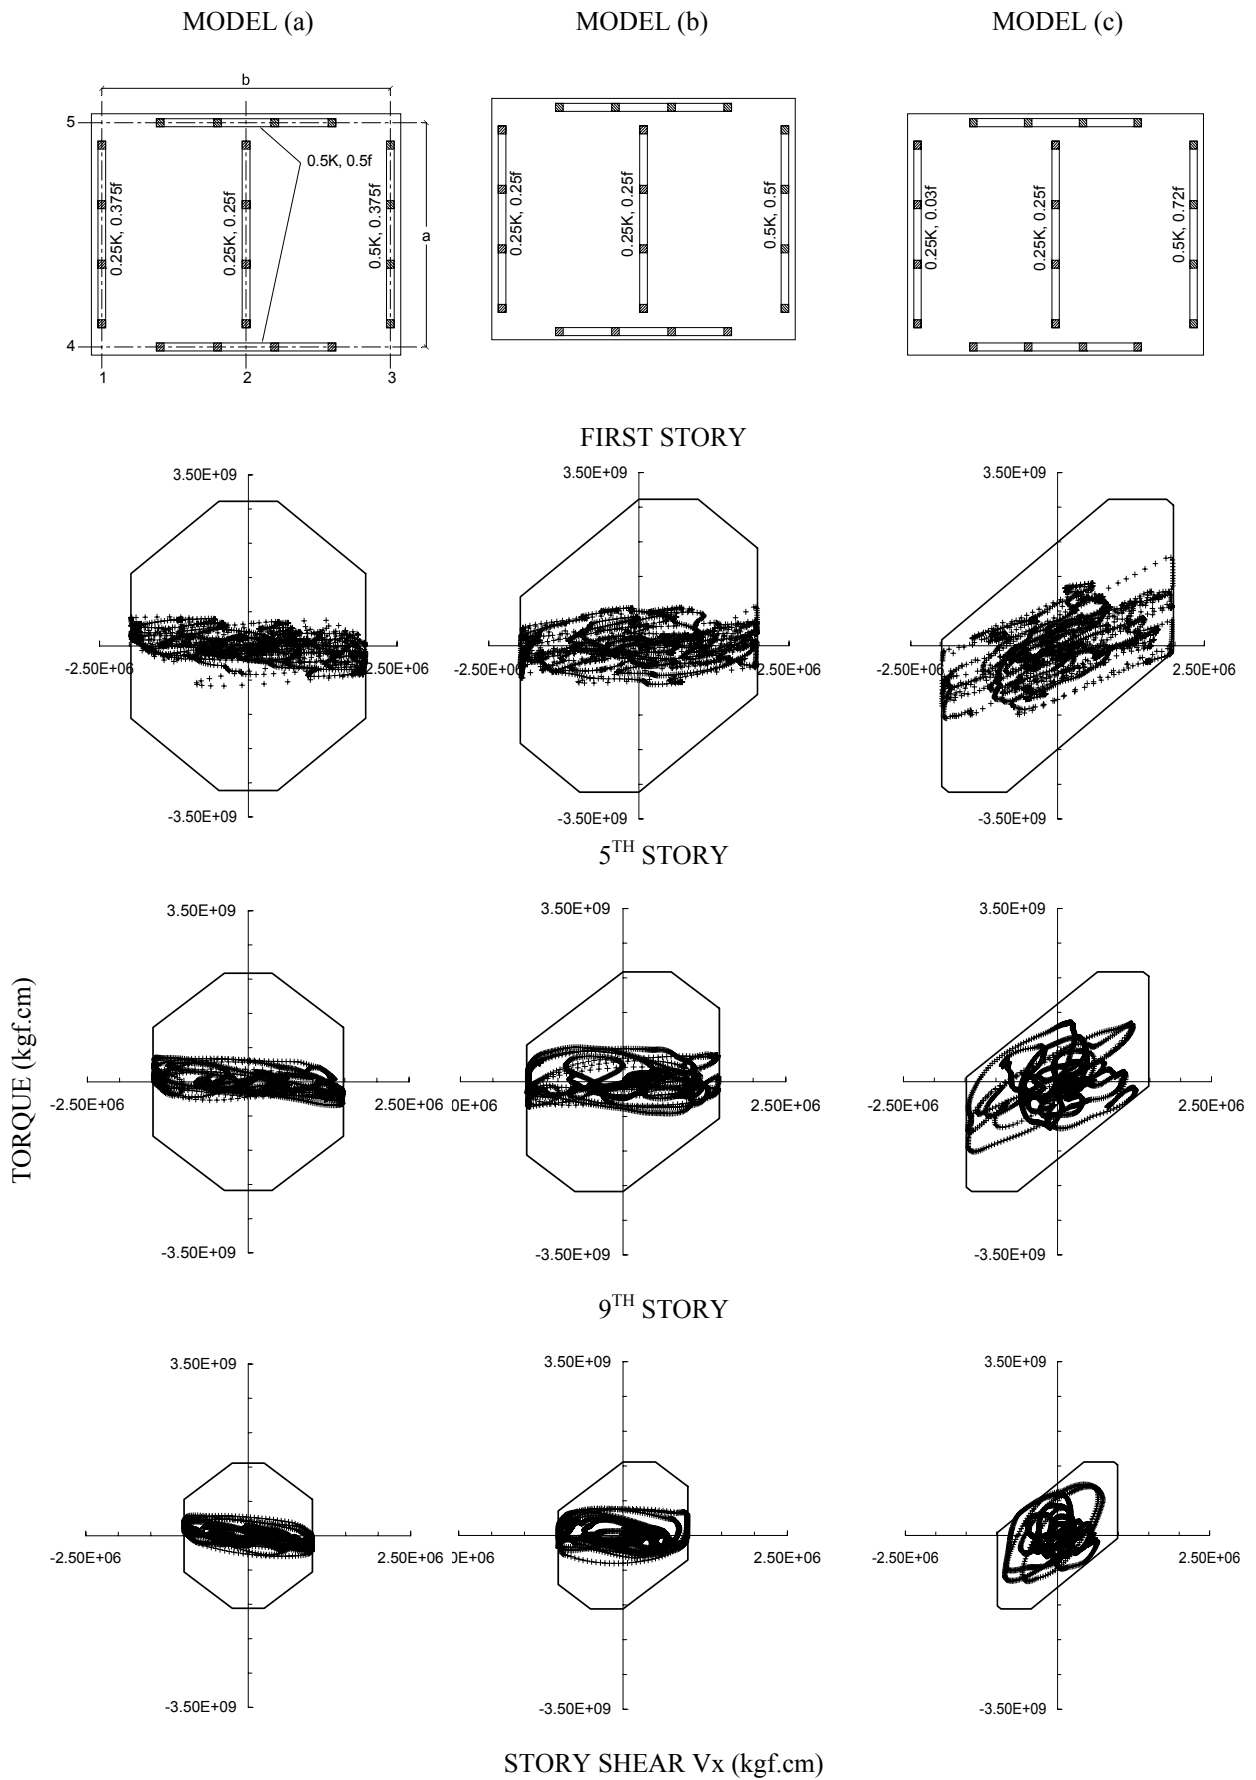 MODEL (a) MODEL (b) MODEL (c)
b
5
0.5K, 0.5f
0.25K, 0.375f
0.25K, 0.25f
0.5K, 0.375f
a
4
1 2 3
0.25K, 0.25f
0.25K, 0.25f
0.5K, 0.5f
0.25K, 0.03f
0.25K, 0.25f
0.5K, 0.72f
FIRST STORY
3.50E+09 3.50E+09 3.50E+09
-2.50E+06 2.50E+06 -2.50E+06 2.50E+06 -2.50E+06 2.50E+06
-3.50E+09 -3.50E+09 -3.50E+09
5TH STORY
3.50E+09 3.50E+09 3.50E+09
TORQUE (kgf.cm)
-2.50E+06 2.50E+06 0E+06 2.50E+06 -2.50E+06 2.50E+06
-3.50E+09 -3.50E+09 -3.50E+09
9TH STORY
3.50E+09 3.50E+09 3.50E+09
-2.50E+06 2.50E+06 0E+06 2.50E+06 -2.50E+06 2.50E+06
-3.50E+09 -3.50E+09 -3.50E+09
STORY SHEAR Vx (kgf.cm)